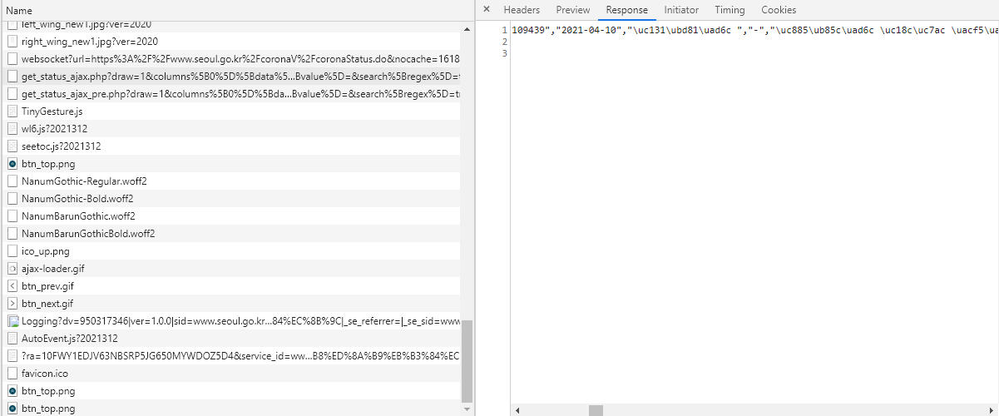 Name
left_wing_new1.jpg?ver=2020
right_wing_new1.jpg?ver=2020
websocket?url=https%3A%2F%2Fwww.seoul.go.kr%2FcoronaV%2FcoronaStatus.do&nocache=1618
get_status_ajax.php?draw=1&columns%5B0%5D%5Bdata%5...Bvalue%5D=&search%5Bregex%5D=
get_status_ajax_pre.php?draw=1&columns%5B0%5D%5Bda...Bvalue%5D=&search%5Bregex%5D=tr
TinyGesture.js
wl6.js?2021312
seetoc.js?2021312
btn_top.png
NanumGothic-Regular.woff2
NanumGothic-Bold.woff2
NanumBarunGothic.woff2
NanumBarunGothicBold.woff2
ico_up.png
ajax-loader.gif
btn_prev.gif
btn_next.gif
Logging?dv=950317346|ver=1.0.0|sid=www.seoul.go.kr...84%EC%8B%9C|_se_referrer=|_se_sid=www
AutoEvent.js?2021312
?ra=10FWY1EDJV63NBSRP5JG650MYWDOZ5D4&service_id=ww...B8%ED%8A%B9%EB%B3%84%EC
favicon.ico
btn_top.png
btn_top.png
× Headers Preview Response Initiator Timing Cookies
1 109439","2021-04-10","\uc131\ubd81\uad6c ","-","\uc885\ub85c\uad6c \uc18c\uc7ac \uacf5\ua
2
3